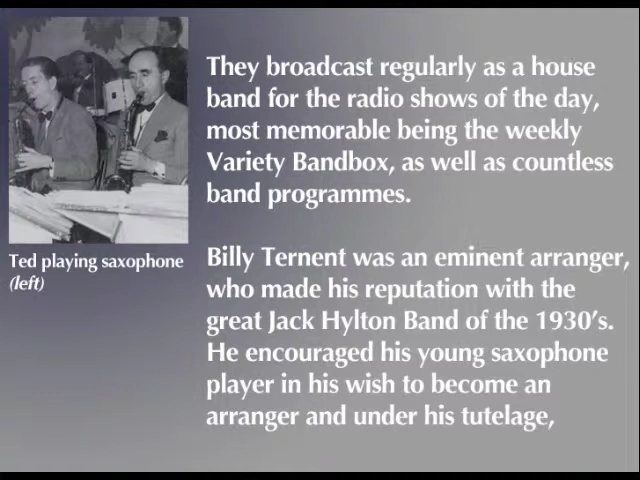 They broadcast regularly as a house
band for the radio shows of the day,
most memorable being the weekly
Variety Bandbox, as well as countless
band programmes.
Ted playing saxophone
(left)
Billy Ternent was an eminent arranger,
who made his reputation with the
great Jack Hylton Band of the 1930's.
He encouraged his young saxophone
player in his wish to become an
arranger and under his tutelage,